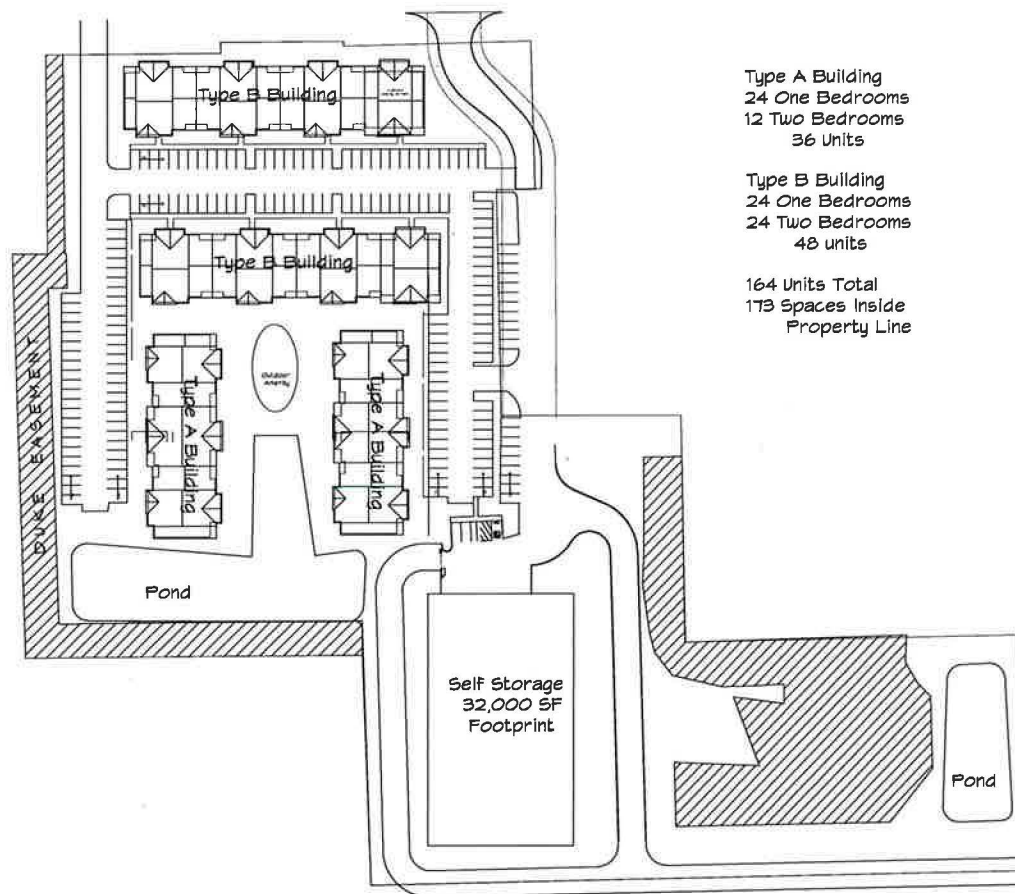 Type B Building
Type B Building
Outdoor
Amenity
Type A Building
Type A Building
DUKE EASEMENT
Pond
Self Storage
32,000 SF
Footprint
Pond
Type A Building
24 One Bedrooms
12 Two Bedrooms
36 Units
Type B Building
24 One Bedrooms
24 Two Bedrooms
48 units
164 Units Total
173 Spaces Inside
Property Line